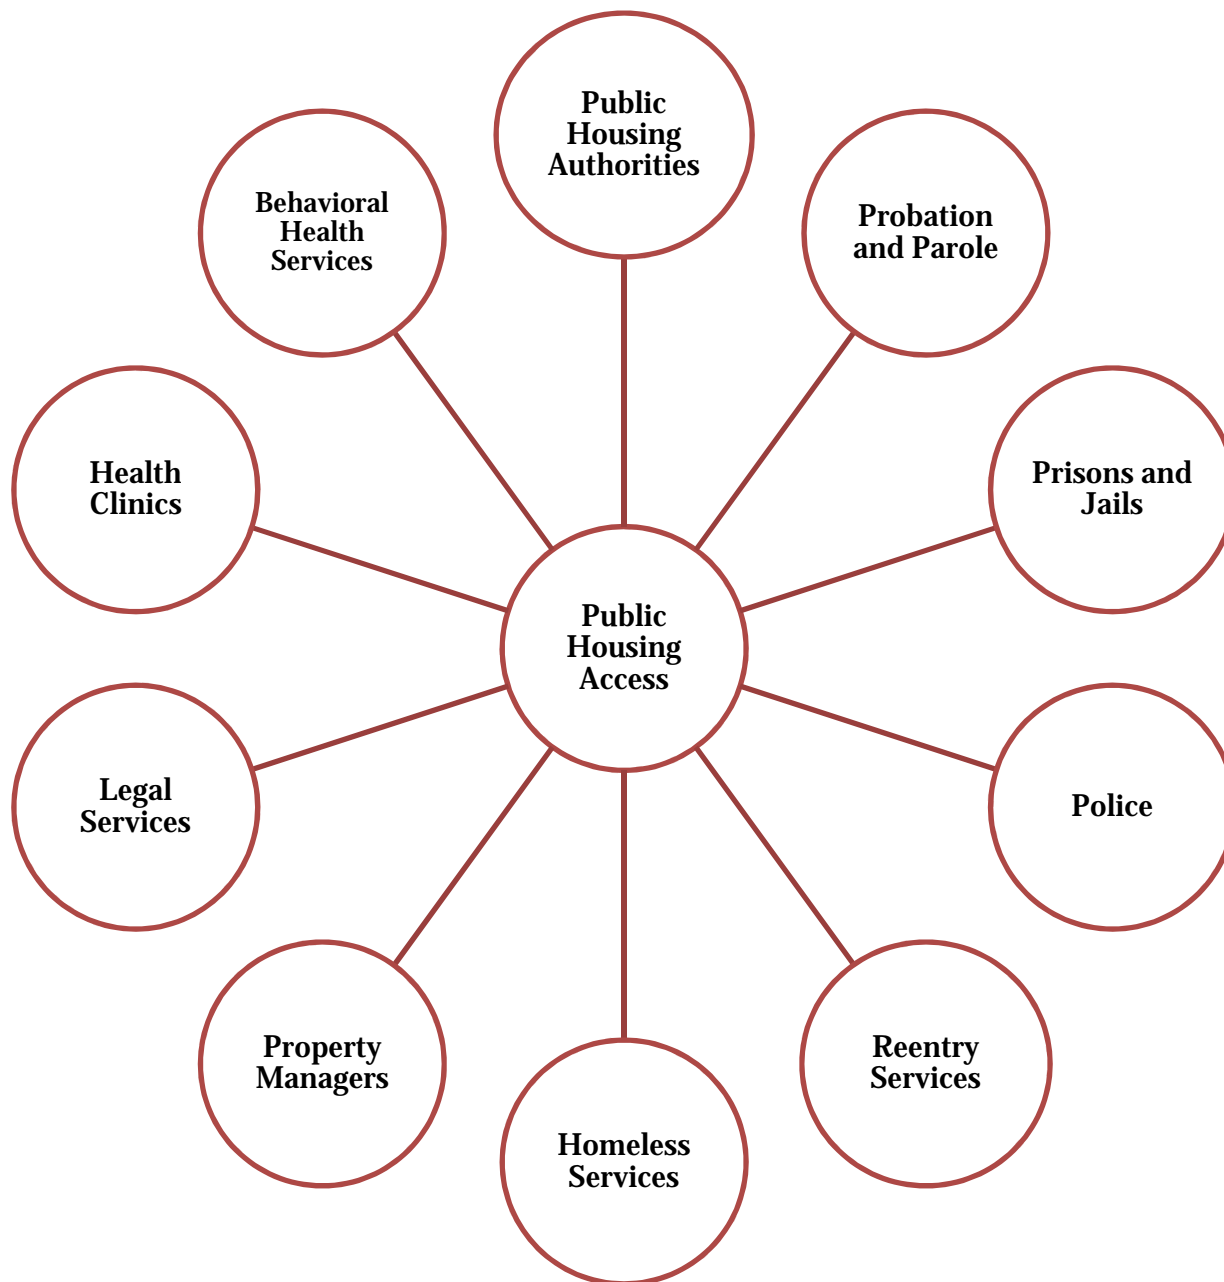 Public
Housing
Authorities
Probation
and Parole
Prisons and
Jails
Police
Reentry
Services
Homeless
Services
Property
Managers
Legal
Services
Health
Clinics
Behavioral
Health
Services
Public
Housing
Access